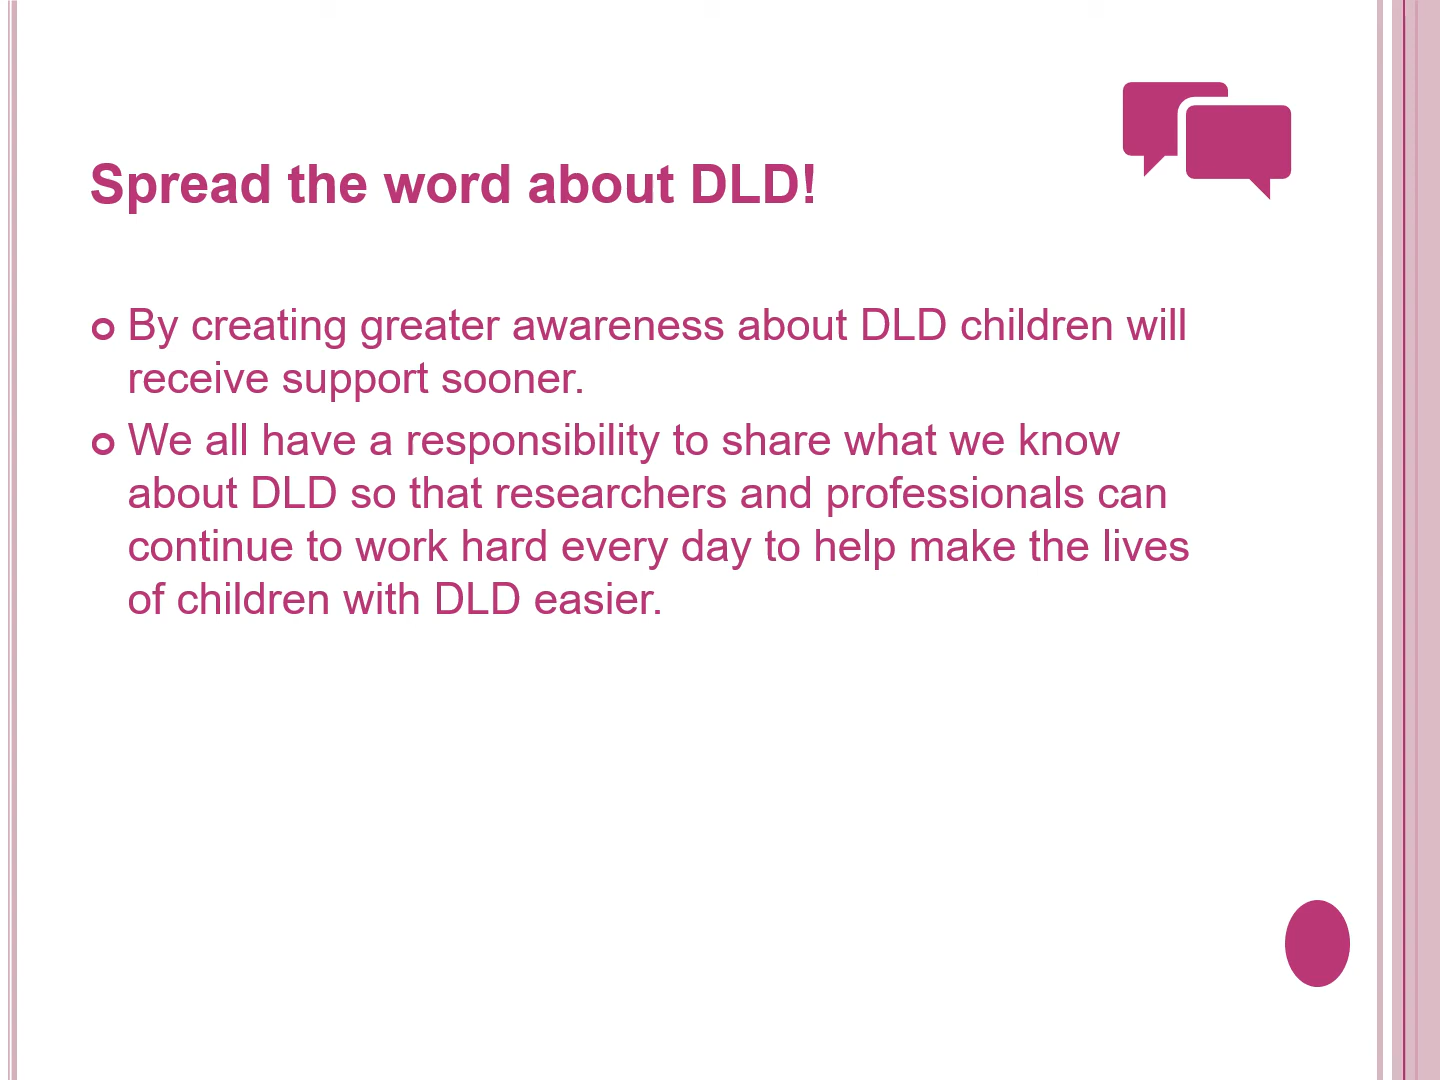 Spread the word about DLD!
By creating greater awareness about DLD children will
receive support sooner.
We all have a responsibility to share what we know
about DLD so that researchers and professionals can
continue to work hard every day to help make the lives
of children with DLD easier.